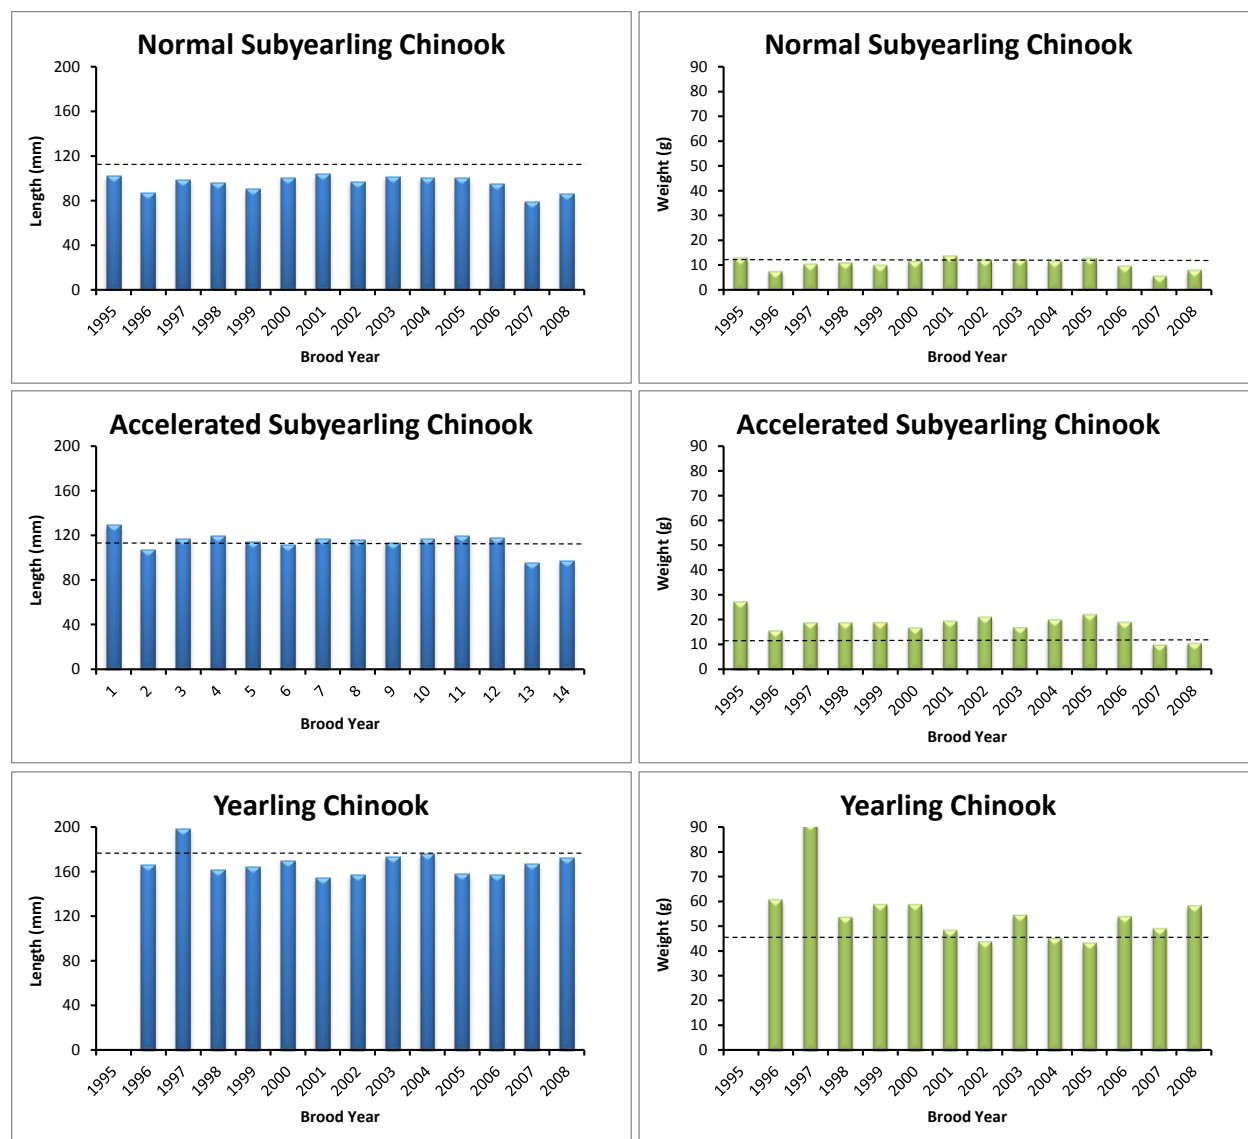 Normal Subyearling Chinook
200
160
120
80
40
0
Length (mm)
1995 1996 1997 1998 1999 2000 2001 2002 2003 2004 2005 2006 2007 2008
Brood Year
Normal Subyearling Chinook
90
80
70
60
50
40
30
20
10
0
Weight (g)
1995 1996 1997 1998 1999 2000 2001 2002 2003 2004 2005 2006 2007 2008
Brood Year
Accelerated Subyearling Chinook
200
160
120
80
40
0
Length (mm)
1 2 3 4 5 6 7 8 9 10 11 12 13 14
Brood Year
Accelerated Subyearling Chinook
90
80
70
60
50
40
30
20
10
0
Weight (g)
1995 1996 1997 1998 1999 2000 2001 2002 2003 2004 2005 2006 2007 2008
Brood Year
Yearling Chinook
200
160
120
80
40
0
Length (mm)
1995 1996 1997 1998 1999 2000 2001 2002 2003 2004 2005 2006 2007 2008
Brood Year
Yearling Chinook
90
80
70
60
50
40
30
20
10
0
Weight (g)
1995 1996 1997 1998 1999 2000 2001 2002 2003 2004 2005 2006 2007 2008
Brood Year